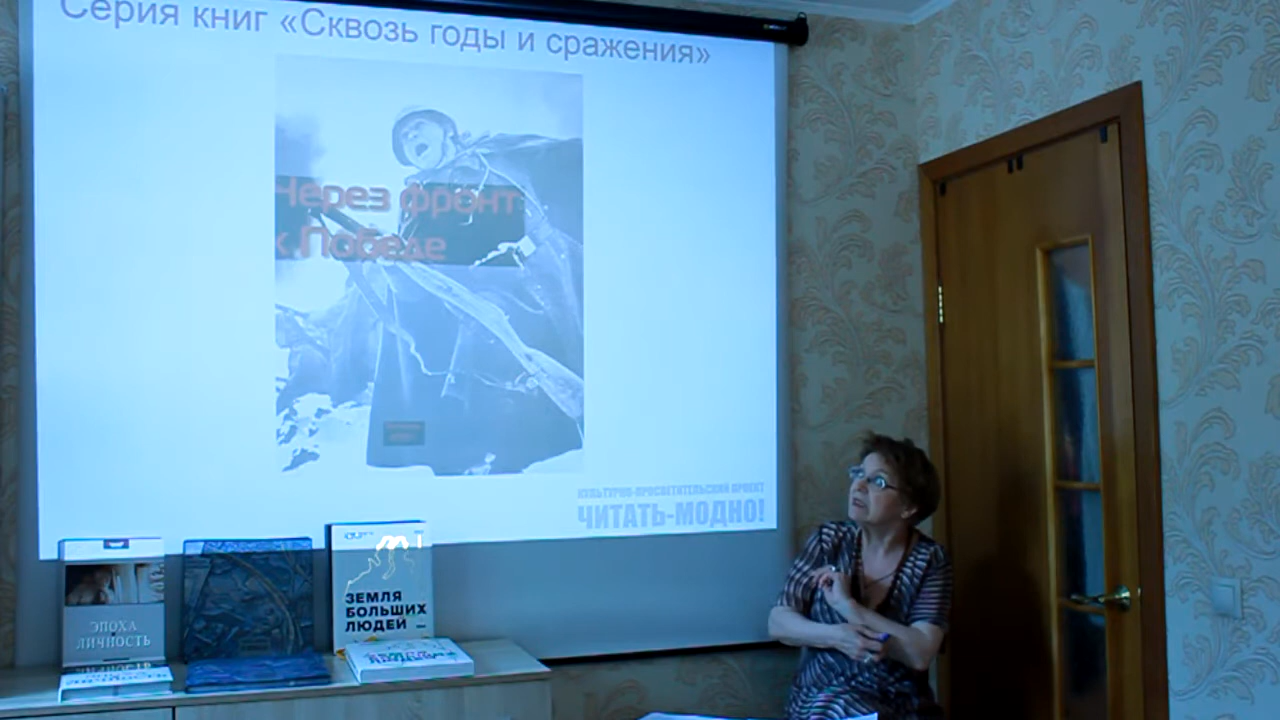 Серия книг «Сквозь годы и сражения»
Через фронт
к Победе
КУЛЬТУРНО-ПРОСВЕТИТЕЛЬСКИЙ ПРОЕКТ
ЧИТАТЬ-МОДНО!
ЭПОХА
ЛИЧНОСТЬ
ЗЕМЛЯ
БОЛЬШИХ
ЛЮДЕЙ